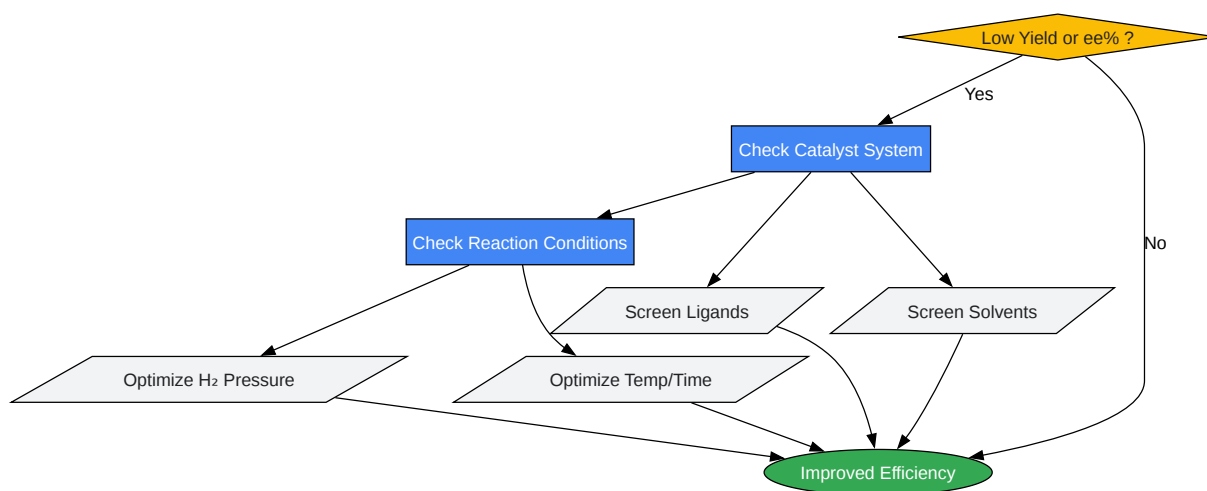 Low Yield or ee% ?
Yes
Check Catalyst System
Check Reaction Conditions
No
Screen Ligands
Screen Solvents
Optimize H₂ Pressure
Optimize Temp/Time
Improved Efficiency